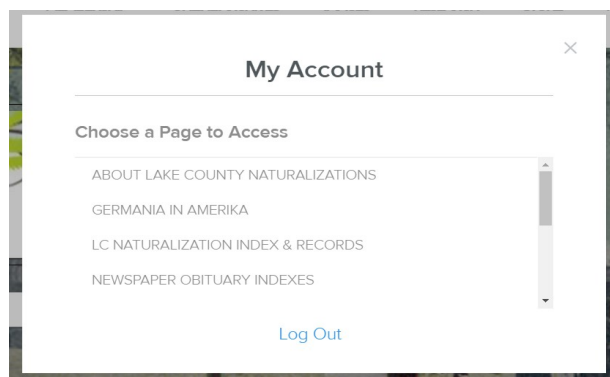 My Account
Choose a Page to Access
ABOUT LAKE COUNTY NATURALIZATIONS
GERMANIA IN AMERIKA
LC NATURALIZATION INDEX & RECORDS
NEWSPAPER OBITUARY INDEXES
Log Out